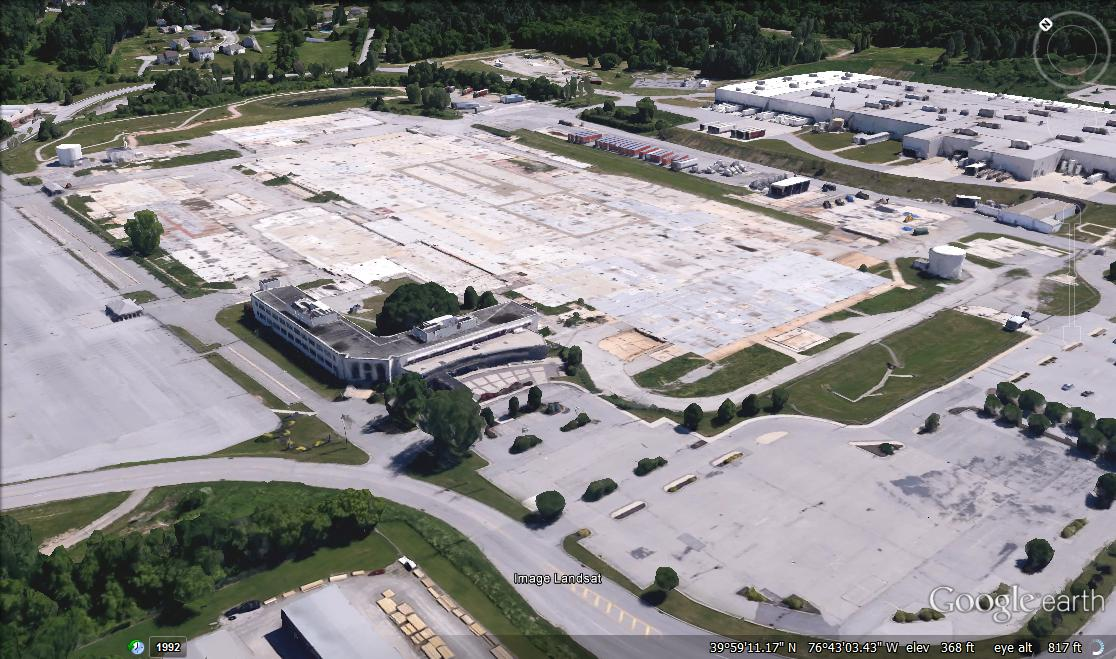 Image Landsat
Google earth
1992
39°59'11.17" N 76°43'03.43" W elev 368 ft eye alt 817 ft